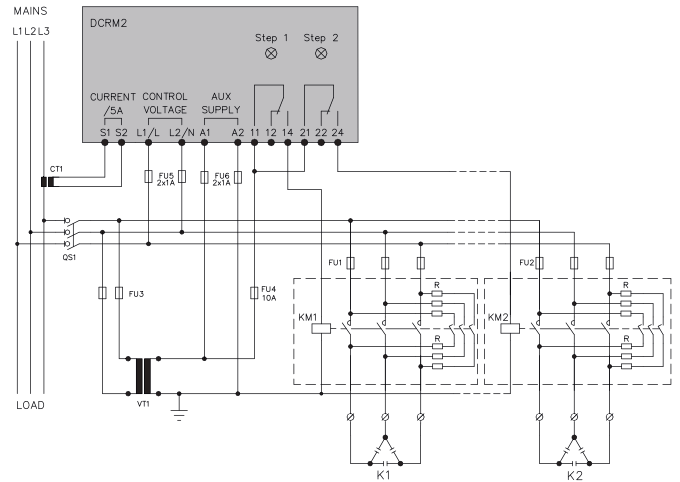 MAINS
L1 L2 L3
DCRM2
Step 1 Step 2
CURRENT CONTROL AUX
/5A VOLTAGE SUPPLY
S1 S2 L1/L L2/N A1 A2 11 12 14 21 22 24
CT1
FU5
2x1A
FU6
2x1A
QS1
FU1
FU2
FU3
FU4
10A
R
R
KM1
KM2
R
R
VT1
LOAD
K1
K2